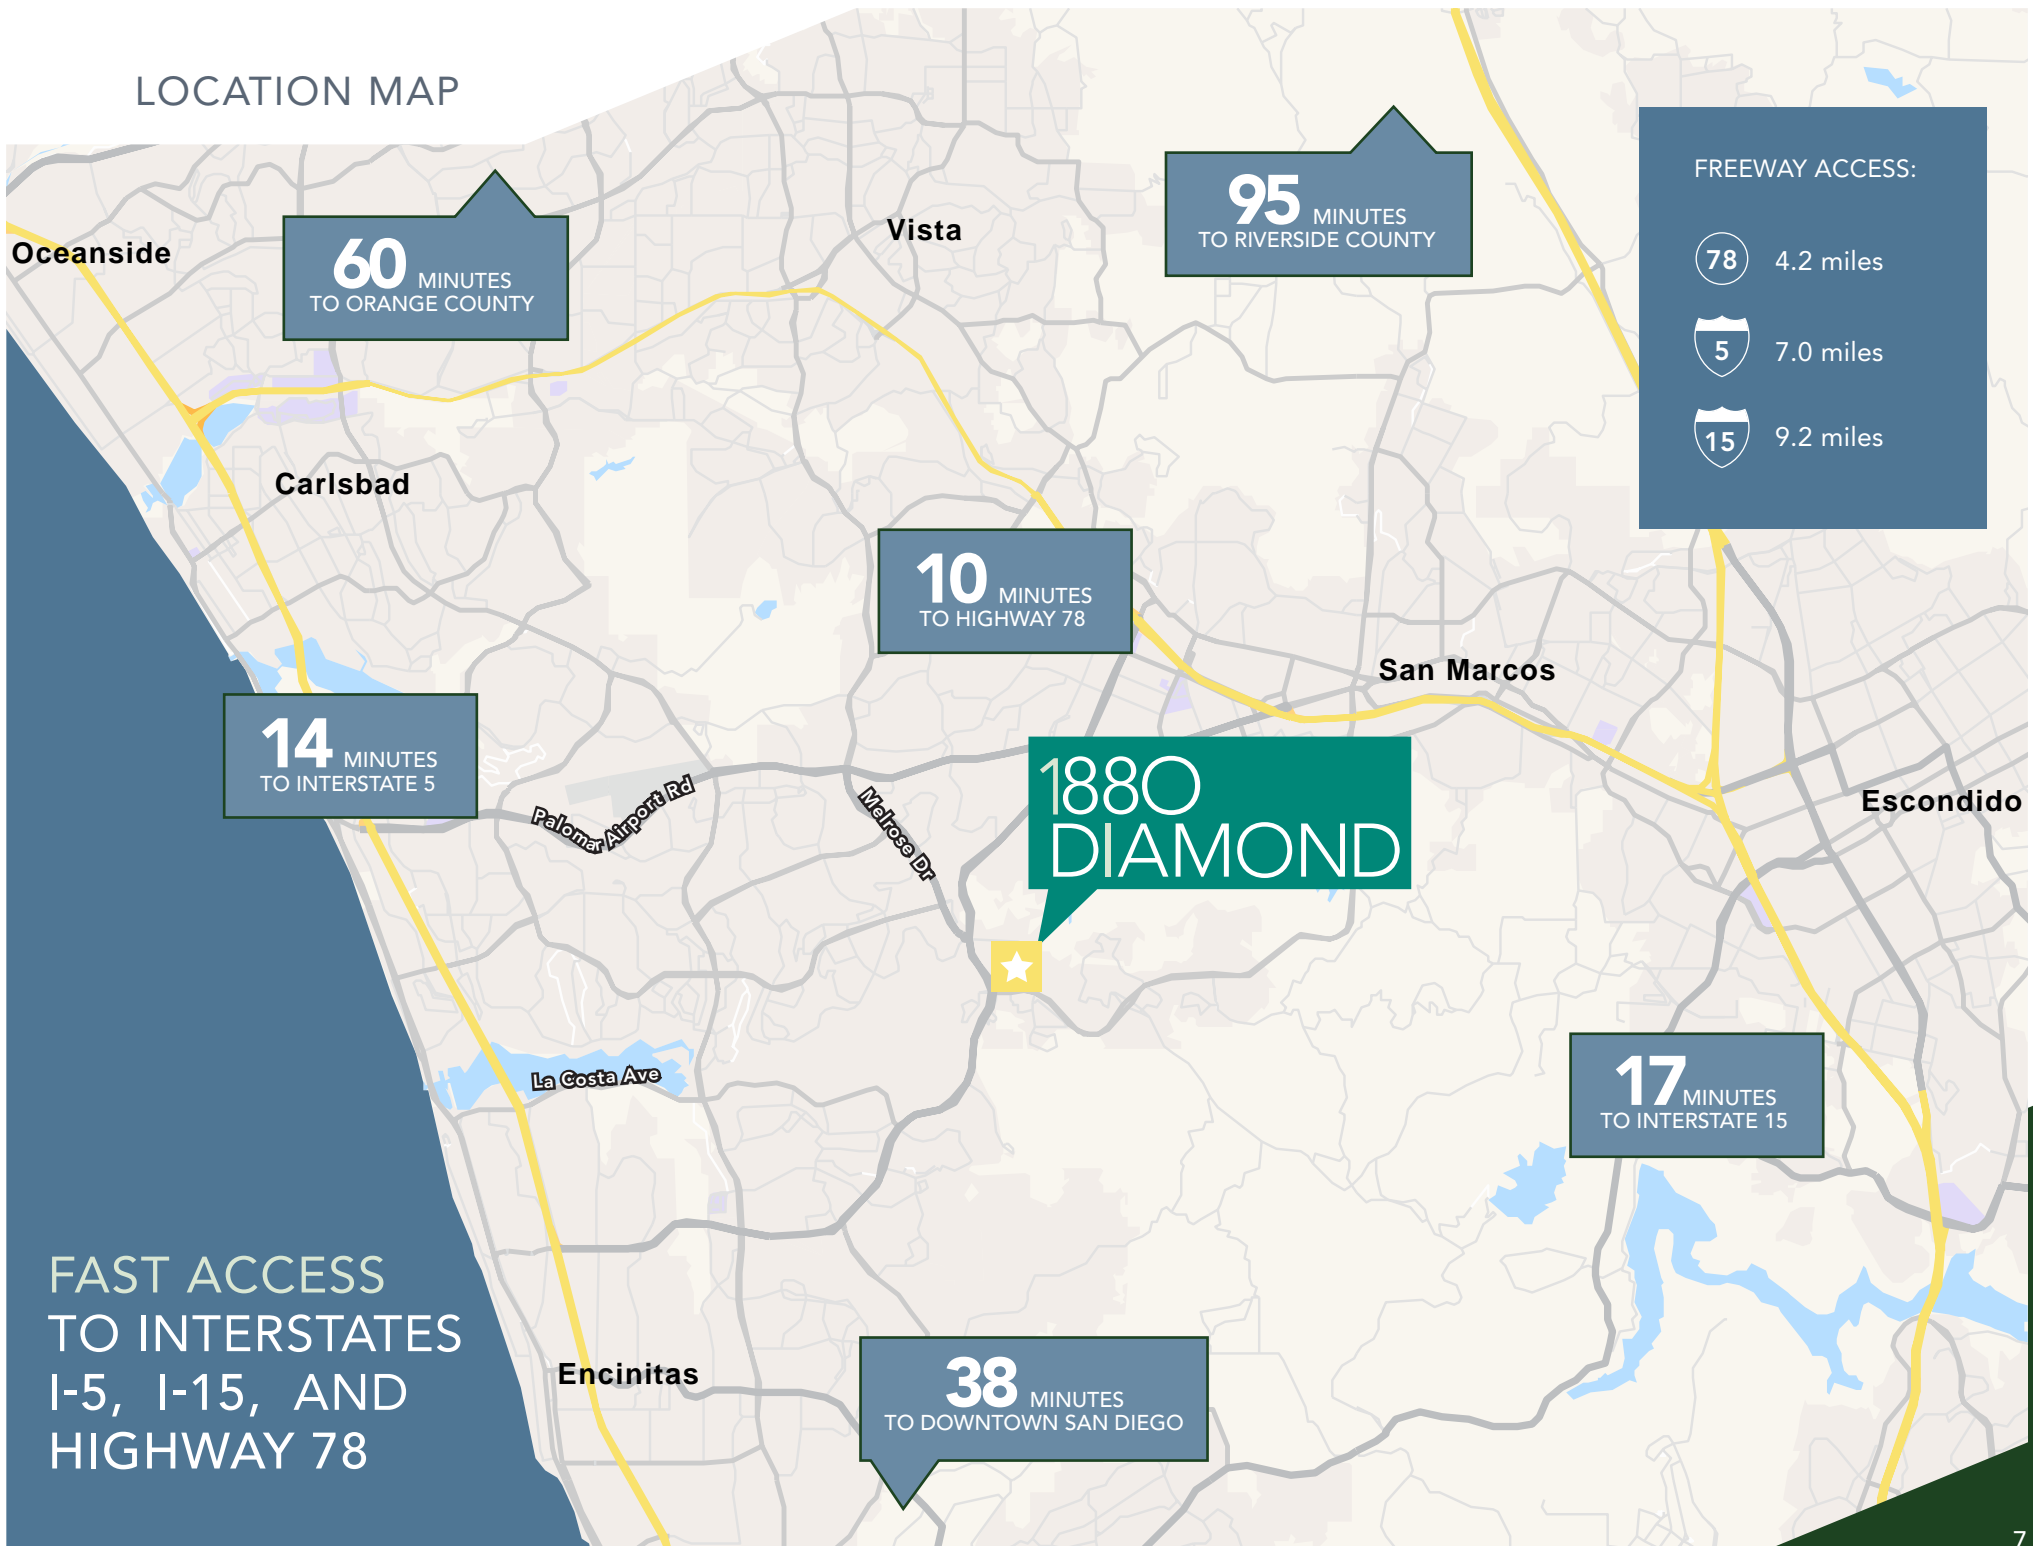 LOCATION MAP
Oceanside
60 MINUTES
TO ORANGE COUNTY
Vista
95 MINUTES
TO RIVERSIDE COUNTY
FREEWAY ACCESS:
78 4.2 miles
5 7.0 miles
15 9.2 miles
Carlsbad
10 MINUTES
TO HIGHWAY 78
San Marcos
14 MINUTES
TO INTERSTATE 5
Palomar Airport Rd
Melrose Dr
1880
DIAMOND
Escondido
La Costa Ave
17 MINUTES
TO INTERSTATE 15
FAST ACCESS
TO INTERSTATES
I-5, I-15, AND
HIGHWAY 78
Encinitas
38 MINUTES
TO DOWNTOWN SAN DIEGO
7